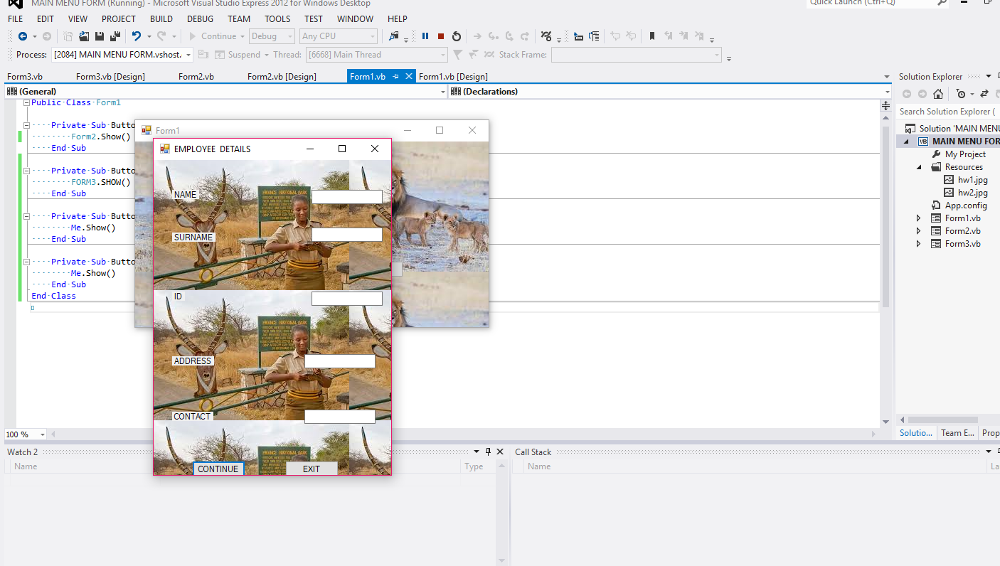 MAIN MENU FORM (Running) - Microsoft Visual Studio Express 2012 for Windows Desktop
Quick Launch (Ctrl+Q)
FILE EDIT VIEW PROJECT BUILD DEBUG TEAM TOOLS TEST WINDOW HELP
Continue Debug Any CPU
Process: [2084] MAIN MENU FORM.vshost. Suspend Thread: [6668] Main Thread Stack Frame:
Form3.vb Form3.vb [Design] Form2.vb Form2.vb [Design] Form1.vb Form1.vb [Design]
(General) (Declarations)
Public Class Form1
Private Sub Butto
Form2.Show()
End Sub
Private Sub Butto
FORM3.SHOW()
End Sub
Private Sub Butto
Me.Show()
End Sub
Private Sub Butto
Me.Show()
End Sub
End Class
100 %
Form1
EMPLOYEE DETAILS
NAME
SURNAME
ID
ADDRESS
CONTACT
CONTINUE EXIT
NATIONAL PARK
NATIONAL PARK
NATIONAL PARK
Solution Explorer
Search Solution Explorer (
Solution 'MAIN MENU
MAIN MENU FOR
My Project
Resources
hw1.jpg
hw2.jpg
App.config
Form1.vb
Form2.vb
Form3.vb
Solutio... Team E... Prop
Watch 2
Name Type
Call Stack
Name La